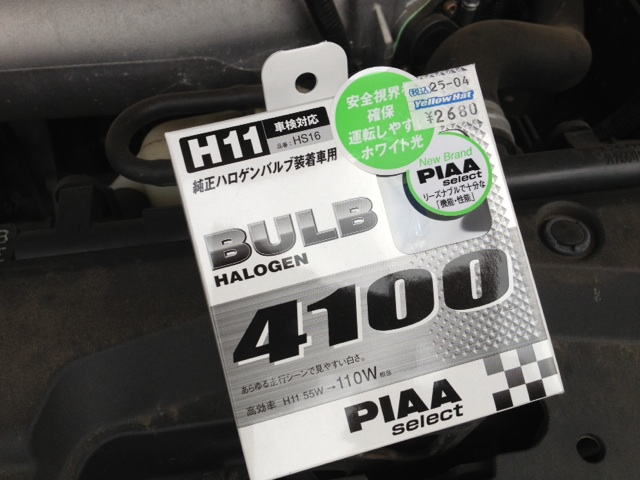 H11
車検対応
品番：HS16
純正ハロゲンバルブ装着車用
安全視界を
確保
運転しやすい
ホワイト光
(税込)25-04
Yellow Hat
¥2680
New Brand
PIAA
select
リーズナブルで十分な
「機能・性能」
BULB
HALOGEN
4100
あらゆる走行シーンで見やすい白さ。
高効率 H11 55W→110W相当
PIAA
select